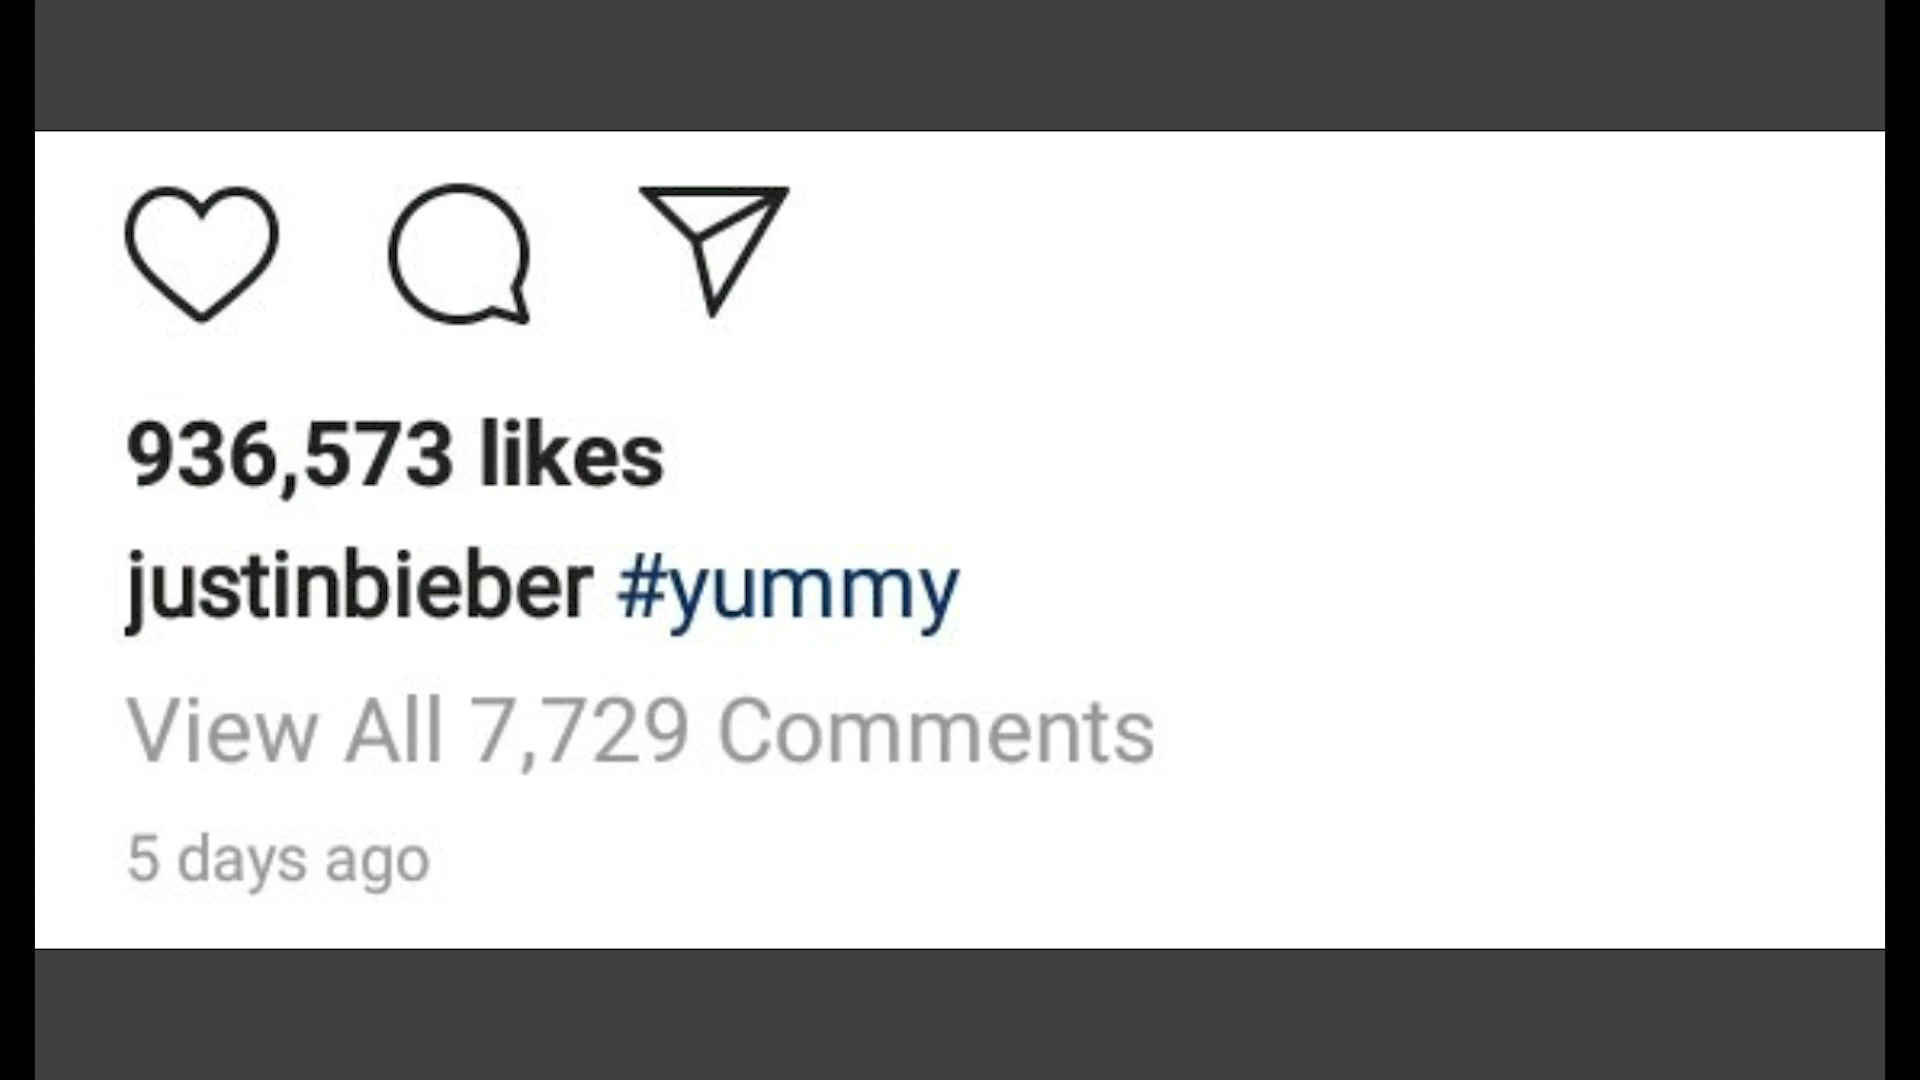 936,573 likes
justinbieber #yummy
View All 7,729 Comments
5 days ago